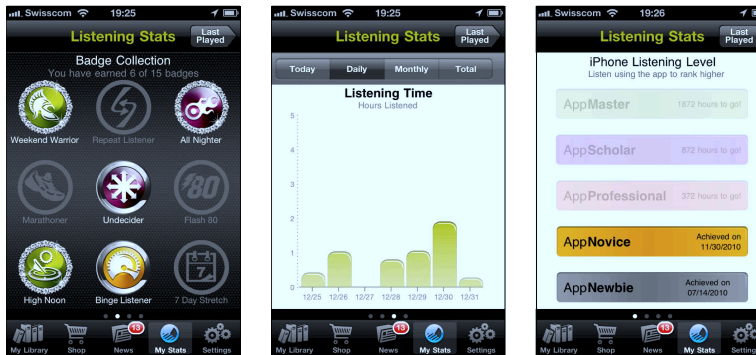 Swisscom 19:25
Listening Stats
Last
Played
Badge Collection
You have earned 6 of 15 badges
Weekend Warrior
Repeat Listener
All Nighter
Marathoner
Undecider
$80
Flash 80
High Noon
Binge Listener
7
7 Day Stretch
My Library
Shop
13
News
My Stats
Settings
Swisscom 19:25
Listening Stats
Last
Played
Today Daily Monthly Total
Listening Time
Hours Listened
5
4
3
2
1
0
12/25 12/26 12/27 12/28 12/29 12/30 12/31
My Library
Shop
13
News
My Stats
Settings
Swisscom 19:26
Listening Stats
Last
Played
iPhone Listening Level
Listen using the app to rank higher
AppMaster 1872 hours to go!
AppScholar 872 hours to go!
AppProfessional 372 hours to go!
AppNovice
Achieved on
11/30/2010
AppNewbie
Achieved on
07/14/2010
My Library
Shop
13
News
My Stats
Settings